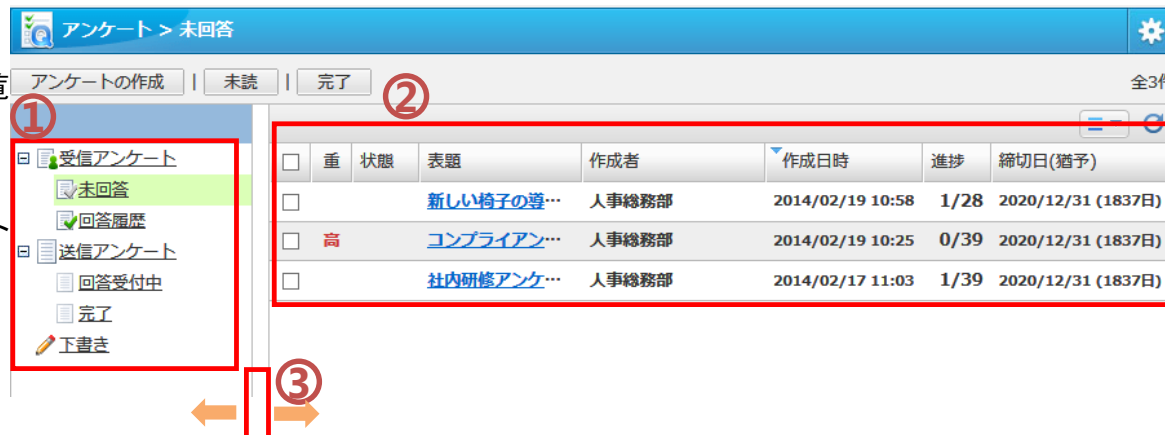 アンケート > 未回答
アンケートの作成 | 未読 | 完了 全3件
覧
①
②
受信アンケート
未回答
回答履歴
ト
送信アンケート
回答受付中
完了
下書き
重 状態 表題 作成者 作成日時 進捗 締切日(猶予)
新しい椅子の導… 人事総務部 2014/02/19 10:58 1/28 2020/12/31 (1837日)
高 コンプライアン… 人事総務部 2014/02/19 10:25 0/39 2020/12/31 (1837日)
社内研修アンケ… 人事総務部 2014/02/17 11:03 1/39 2020/12/31 (1837日)
③